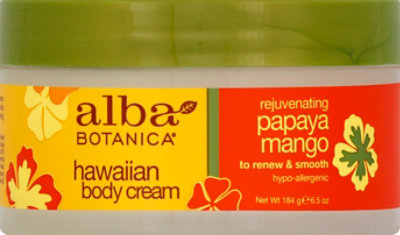 alba
BOTANICA®
hawaiian
body cream
rejuvenating
papaya
mango
to renew & smooth
hypo-allergenic
Net Wt 184 g ℮ 6.5 oz